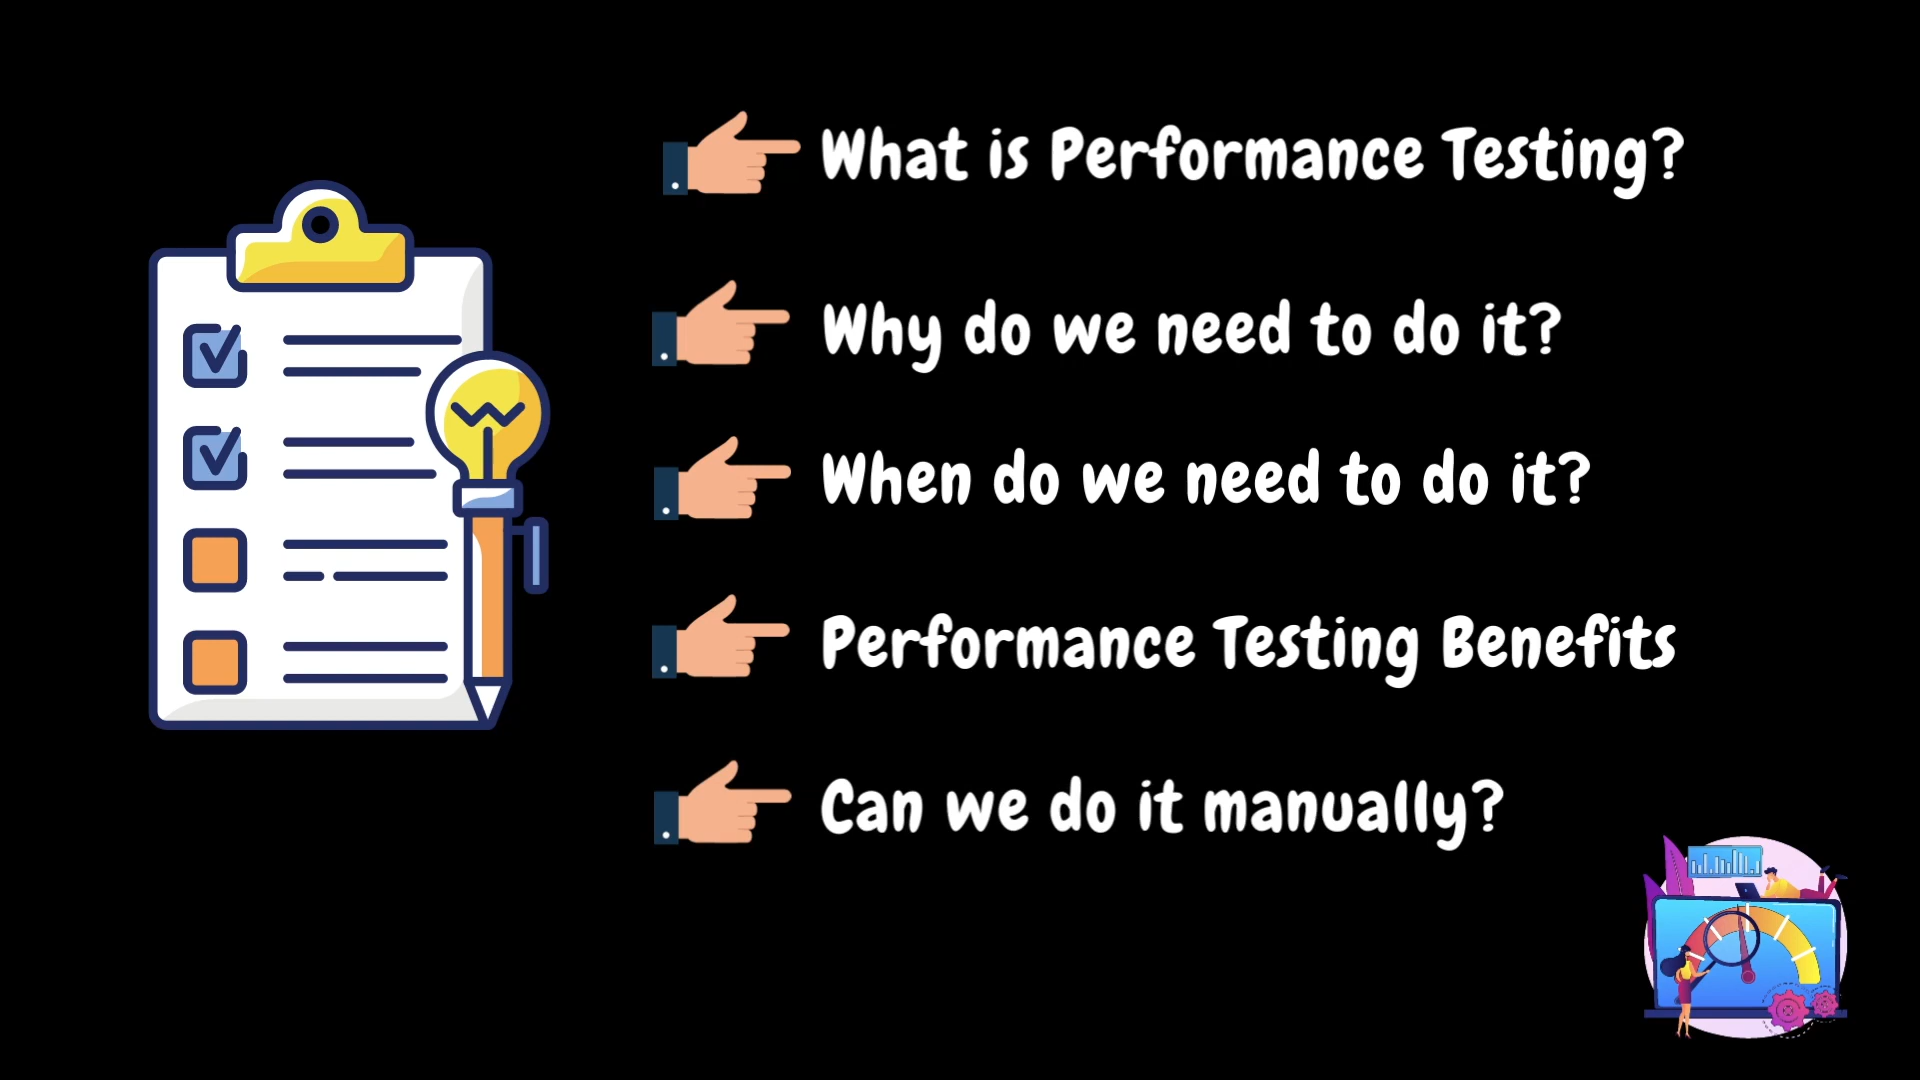 What is Performance Testing?
Why do we need to do it?
When do we need to do it?
Performance Testing Benefits
Can we do it manually?